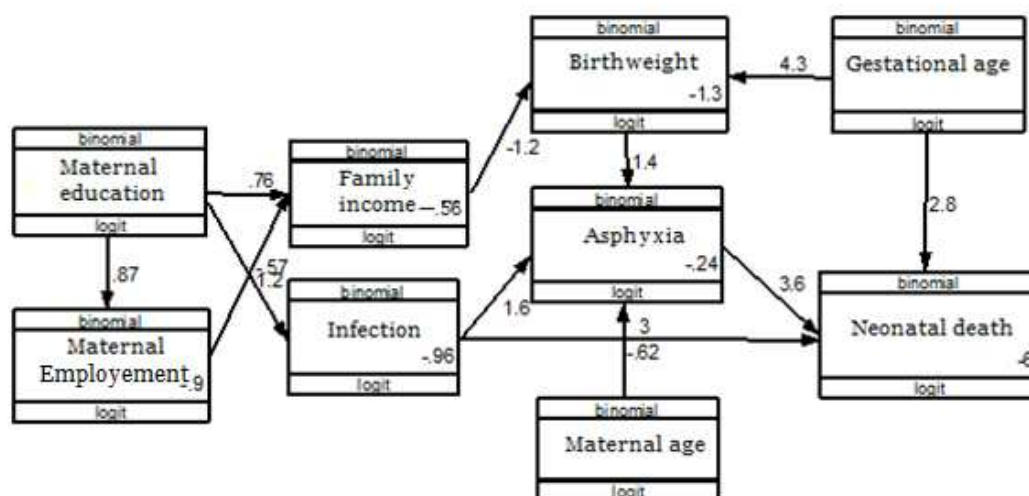 binomial
Birthweight
-1.3
logit
4.3
binomial
Gestational age
logit
binomial
Maternal
education
logit
.76
-1.2
binomial
Family
income
-.56
logit
1.4
2.8
binomial
Asphyxia
-.24
logit
.87
1.2
binomial
Infection
-.96
logit
1.6
3
3.6
-.62
binomial
Neonatal death
-6
logit
binomial
Maternal
Employement
-.9
logit
binomial
Maternal age
logit